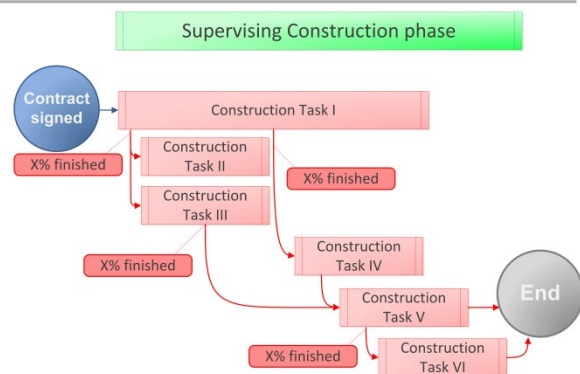 Supervising Construction phase
Contract
signed
Construction Task I
X% finished
Construction
Task II
X% finished
Construction
Task III
X% finished
Construction
Task IV
Construction
Task V
End
X% finished
Construction
Task VI